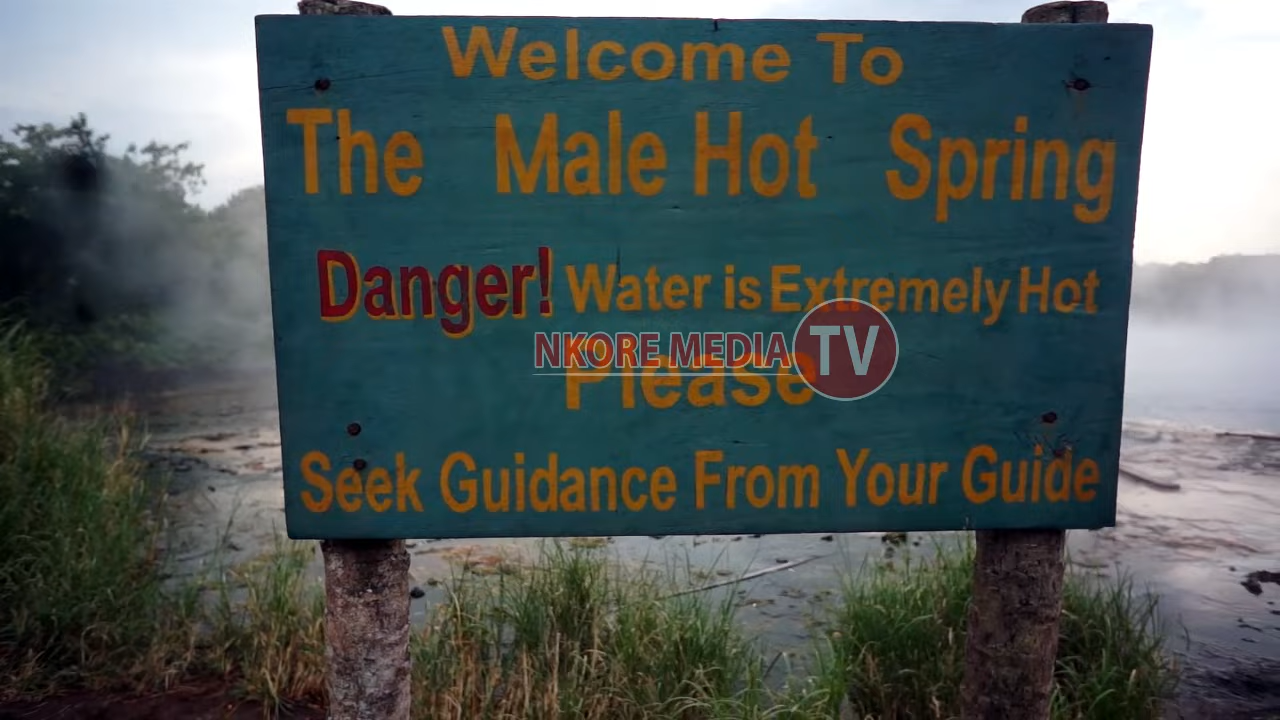 Welcome To
The Male Hot Spring
Danger! Water is Extremely Hot
NKORE MEDIA TV
Please
Seek Guidance From Your Guide